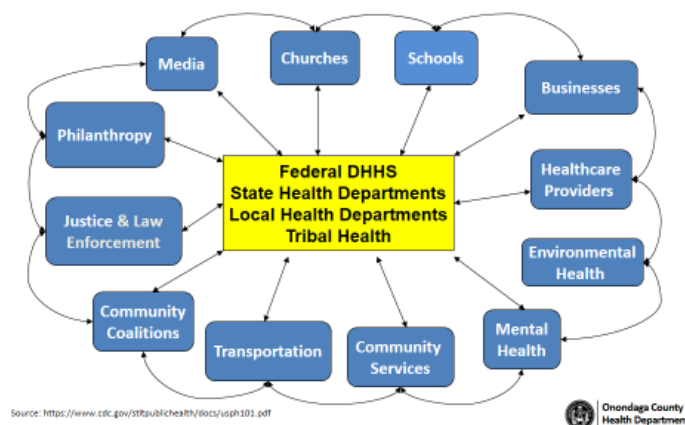 Media
Churches
Schools
Businesses
Philanthropy
Federal DHHS
State Health Departments
Local Health Departments
Tribal Health
Healthcare
Providers
Justice & Law
Enforcement
Environmental
Health
Community
Coalitions
Transportation
Community
Services
Mental
Health
Source: https://www.cdc.gov/stltpublichealth/docs/usph101.pdf
Onondaga County
Health Departmen